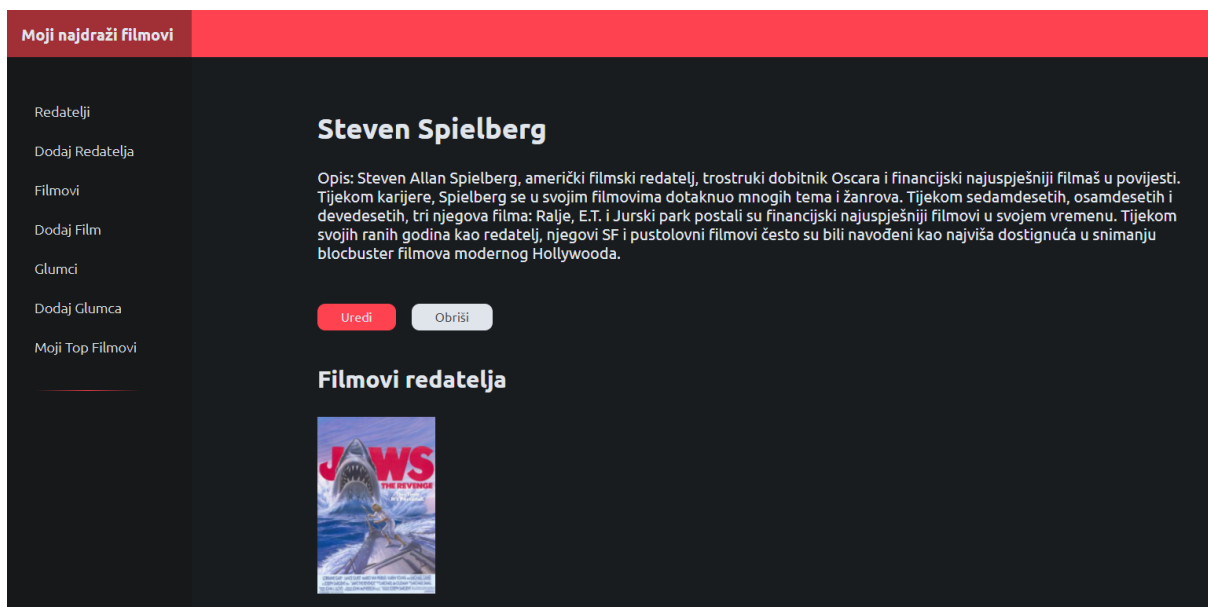 Moji najdraži filmovi
Redatelji
Dodaj Redatelja
Filmovi
Dodaj Film
Glumci
Dodaj Glumca
Moji Top Filmovi
Steven Spielberg
Opis: Steven Allan Spielberg, američki filmski redatelj, trostruki dobitnik Oscara i financijski najuspješniji filmaš u povijesti.
Tijekom karijere, Spielberg se u svojim filmovima dotaknuo mnogih tema i žanrova. Tijekom sedamdesetih, osamdesetih i
devedesetih, tri njegova filma: Ralje, E.T. i Jurski park postali su financijski najuspješniji filmovi u svojem vremenu. Tijekom
svojih ranih godina kao redatelj, njegovi SF i pustolovni filmovi često su bili navođeni kao najviša dostignuća u snimanju
blocbuster filmova modernog Hollywooda.
Uredi
Obriši
Filmovi redatelja
JAWS
THE REVENGE